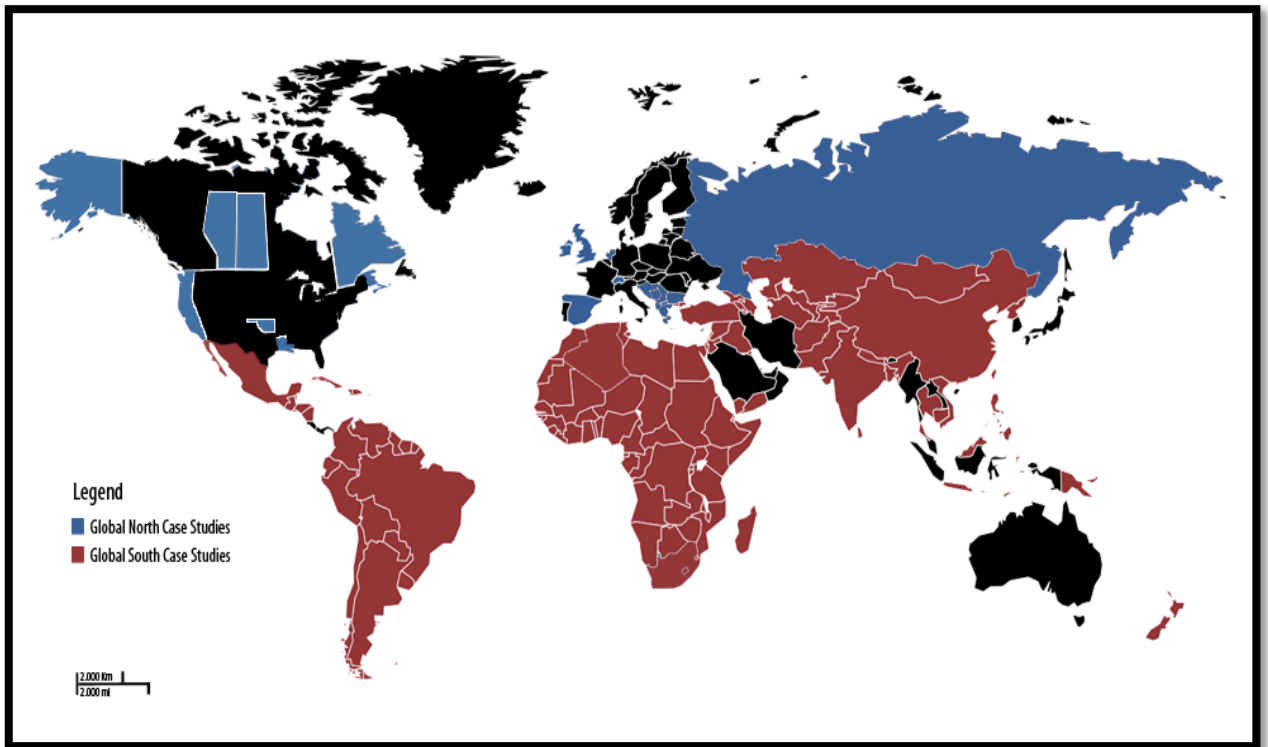 Legend
Global North Case Studies
Global South Case Studies
2.000 Km
2.000 mi